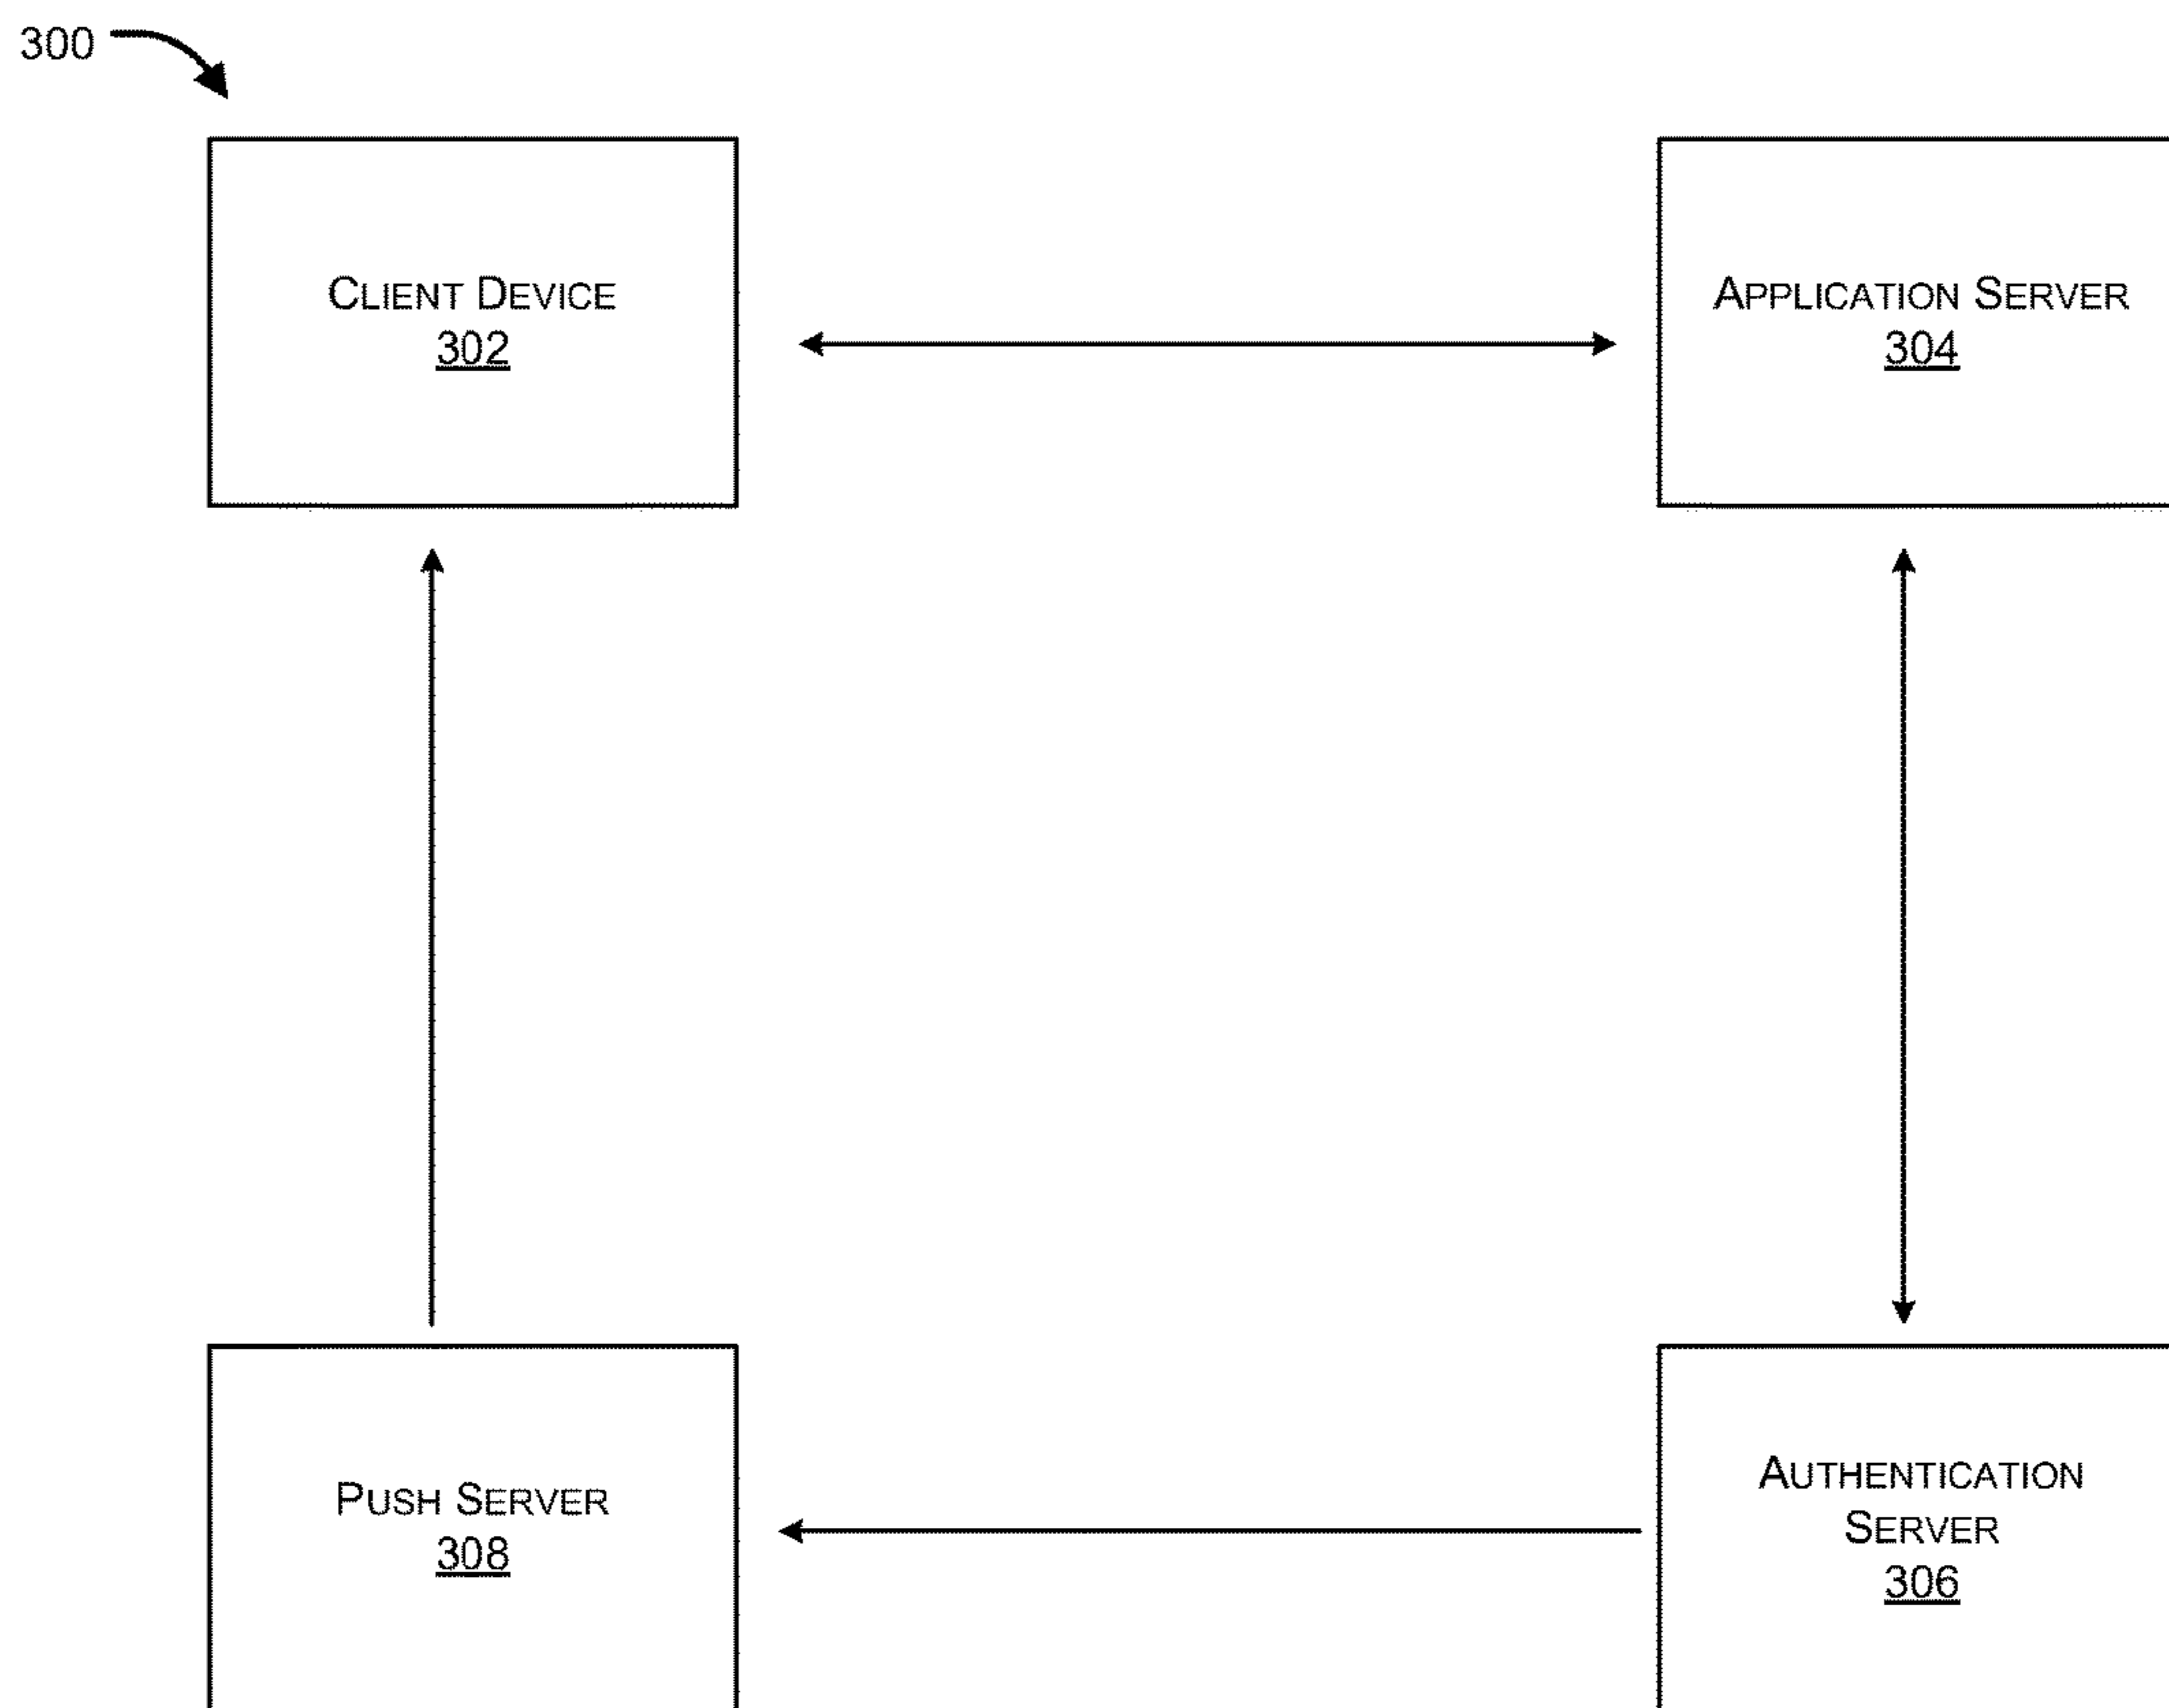 300
CLIENT DEVICE
302
APPLICATION SERVER
304
PUSH SERVER
308
AUTHENTICATION
SERVER
306